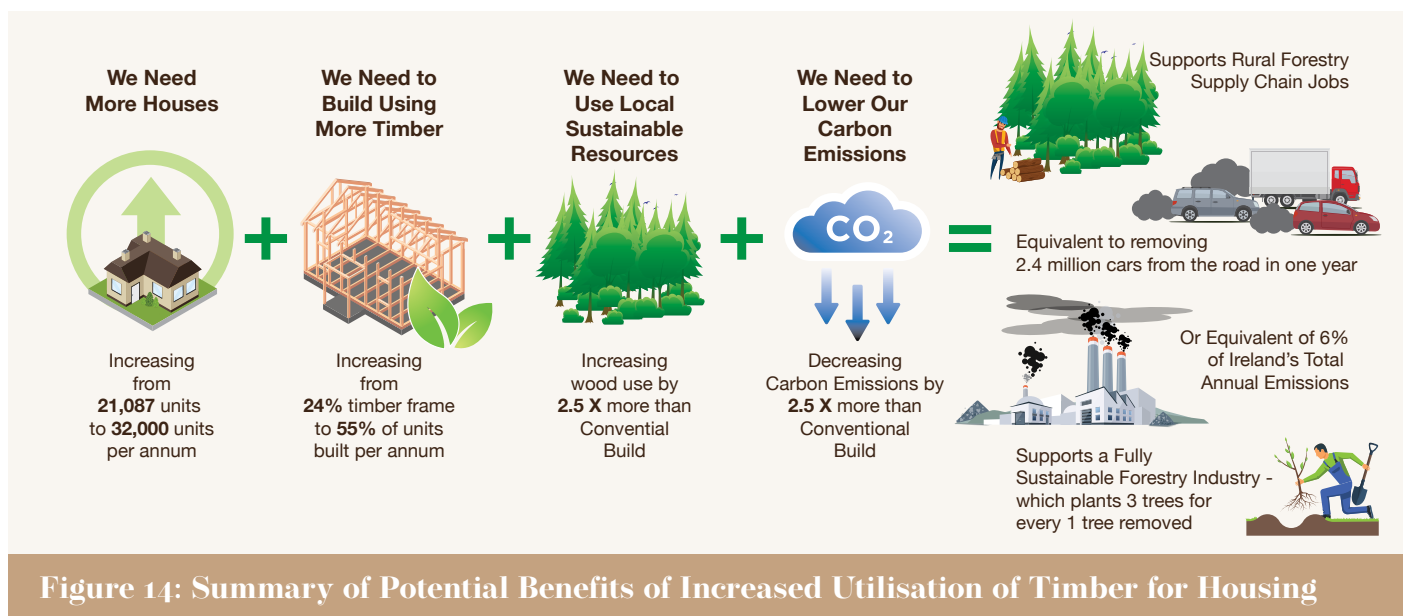 We Need
More Houses
Increasing
from
21,087 units
to 32,000 units
per annum
+
We Need to
Build Using
More Timber
Increasing
from
24% timber frame
to 55% of units
built per annum
+
We Need to
Use Local
Sustainable
Resources
Increasing
wood use by
2.5 X more than
Convential
Build
+
We Need to
Lower Our
Carbon
Emissions
CO₂
Decreasing
Carbon Emissions by
2.5 X more than
Conventional
Build
=
Supports Rural Forestry
Supply Chain Jobs
Equivalent to removing
2.4 million cars from the road in one year
Or Equivalent of 6%
of Ireland’s Total
Annual Emissions
Supports a Fully
Sustainable Forestry Industry -
which plants 3 trees for
every 1 tree removed
Figure 14: Summary of Potential Benefits of Increased Utilisation of Timber for Housing